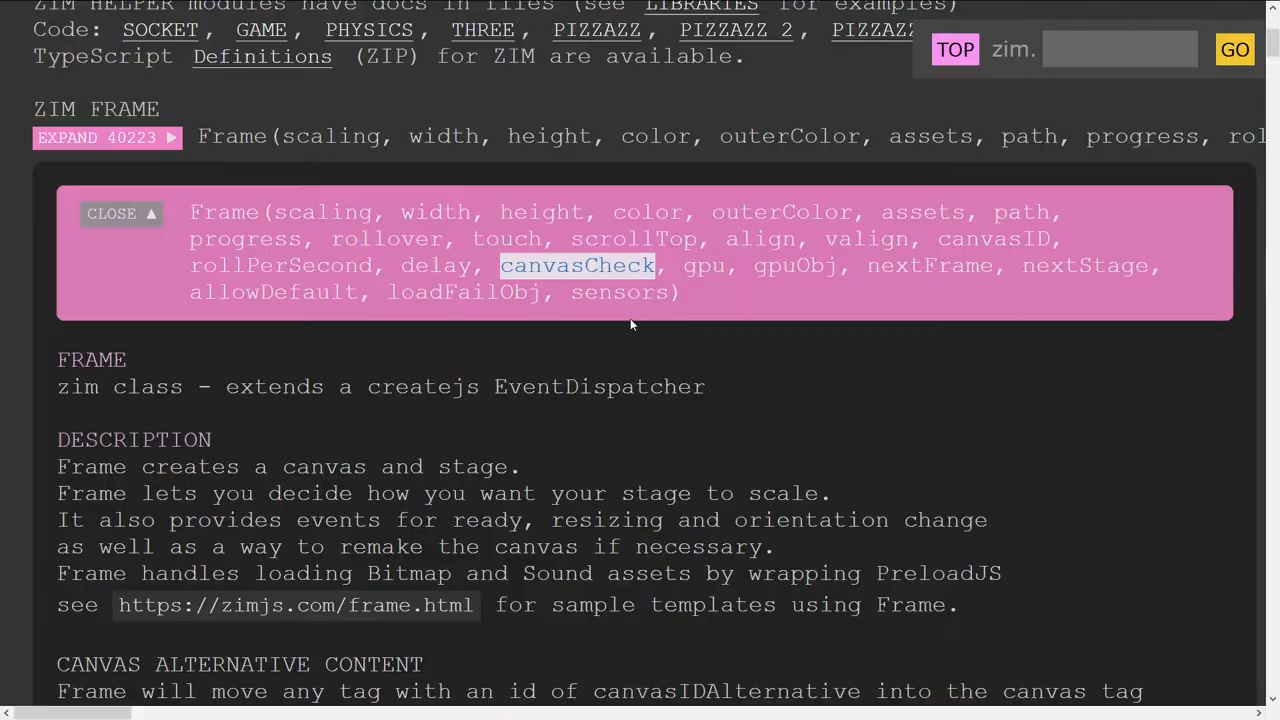 ZIM HELPER modules have docs in files (see LIBRARIES for examples)
Code: SOCKET, GAME, PHYSICS, THREE, PIZZAZZ, PIZZAZZ 2, PIZZAZZ
TOP zim. GO
TypeScript Definitions (ZIP) for ZIM are available.
ZIM FRAME
EXPAND 40223 ▶ Frame(scaling, width, height, color, outerColor, assets, path, progress, rol
CLOSE ▲ Frame(scaling, width, height, color, outerColor, assets, path,
progress, rollover, touch, scrollTop, align, valign, canvasID,
rollPerSecond, delay, canvasCheck, gpu, gpuObj, nextFrame, nextStage,
allowDefault, loadFailObj, sensors)
FRAME
zim class - extends a createjs EventDispatcher
DESCRIPTION
Frame creates a canvas and stage.
Frame lets you decide how you want your stage to scale.
It also provides events for ready, resizing and orientation change
as well as a way to remake the canvas if necessary.
Frame handles loading Bitmap and Sound assets by wrapping PreloadJS
see https://zimjs.com/frame.html for sample templates using Frame.
CANVAS ALTERNATIVE CONTENT
Frame will move any tag with an id of canvasIDAlternative into the canvas tag